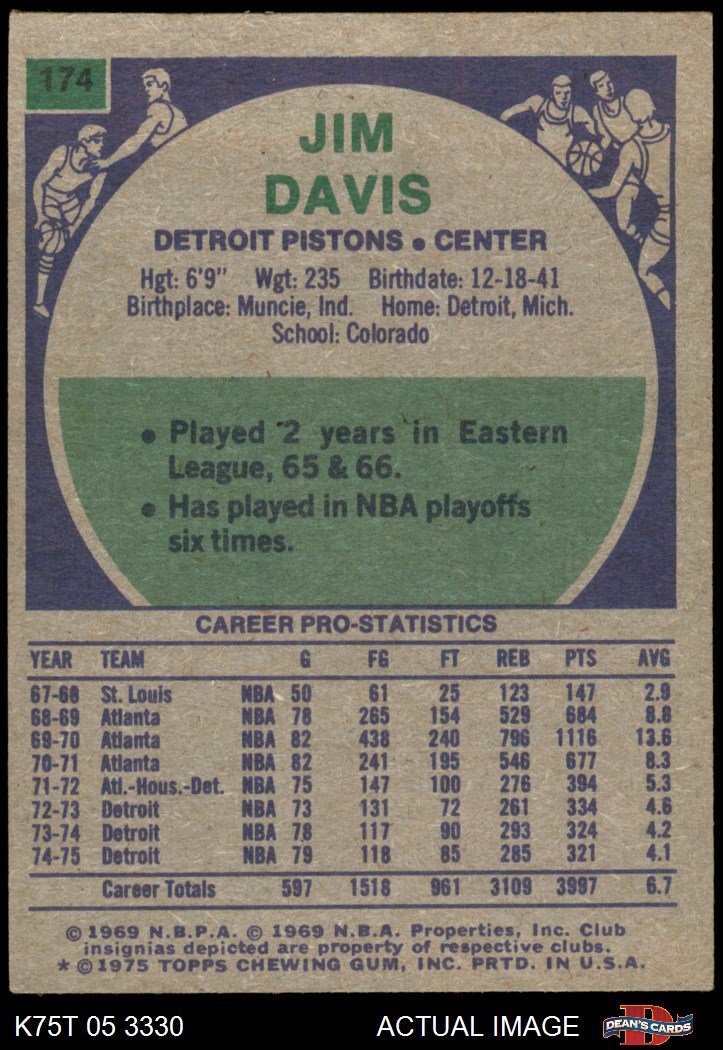 174
JIM
DAVIS
DETROIT PISTONS • CENTER
Hgt: 6'9" Wgt: 235 Birthdate: 12-18-41
Birthplace: Muncie, Ind. Home: Detroit, Mich.
School: Colorado
• Played 2 years in Eastern
League, 65 & 66.
• Has played in NBA playoffs
six times.
CAREER PRO-STATISTICS
YEAR TEAM G FG FT REB PTS AVG
67-68 St. Louis NBA 50 61 25 123 147 2.9
68-69 Atlanta NBA 78 265 154 529 684 8.8
69-70 Atlanta NBA 82 438 240 796 1116 13.6
70-71 Atlanta NBA 82 241 195 546 677 8.3
71-72 Atl.-Hous.-Det. NBA 75 147 100 276 394 5.3
72-73 Detroit NBA 73 131 72 261 334 4.6
73-74 Detroit NBA 78 117 90 293 324 4.2
74-75 Detroit NBA 79 118 85 285 321 4.1
Career Totals 597 1518 961 3109 3997 6.7
© 1969 N.B.P.A. © 1969 N.B.A. Properties, Inc. Club
insignias depicted are property of respective clubs.
* © 1975 TOPPS CHEWING GUM, INC. PRTD. IN U.S.A.
K75T 05 3330 ACTUAL IMAGE D DEAN'S CARDS